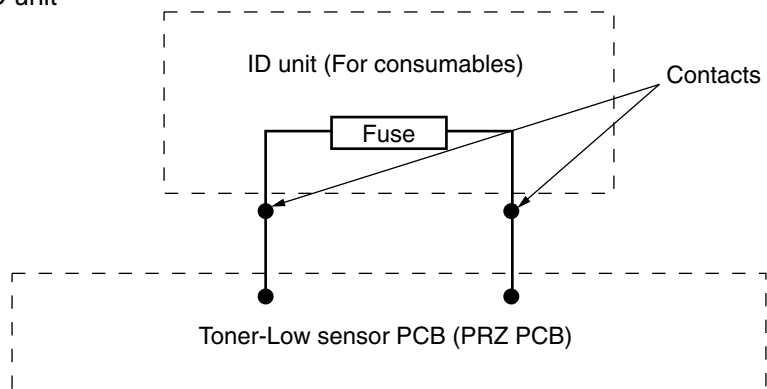 unit
ID unit (For consumables)
Contacts
Fuse
Toner-Low sensor PCB (PRZ PCB)